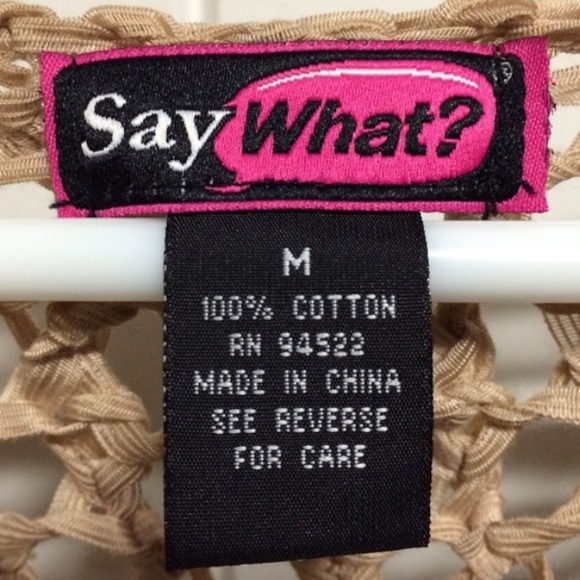 Say What? ®
M
100% COTTON
RN 94522
MADE IN CHINA
SEE REVERSE
FOR CARE